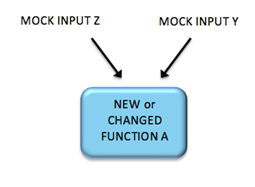 MOCK INPUT Z MOCK INPUT Y
NEW or
CHANGED
FUNCTION A